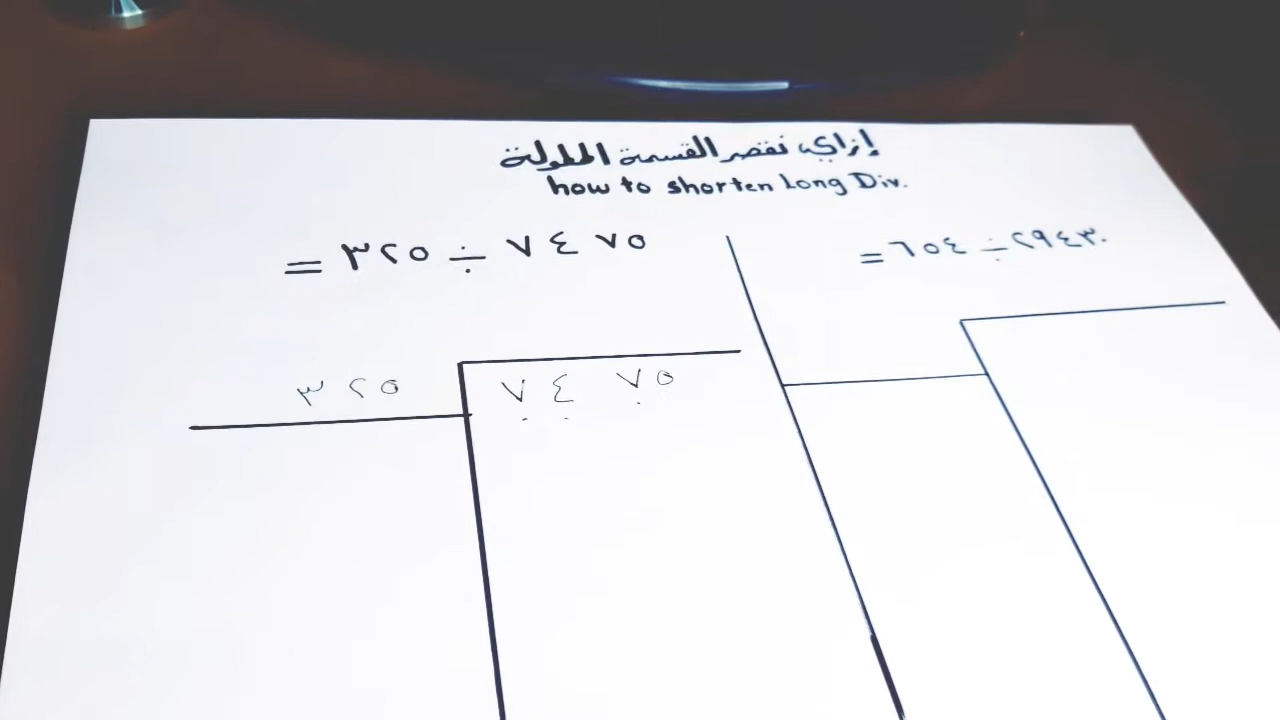 إزاي نقصر القسمة المطولة
how to shorten Long Div.
٢٩٤٣٠ ÷ ٦٥٤ =
٧٤٧٥ ÷ ٣٢٥ =
٧٤٧٥ ٣٢٥